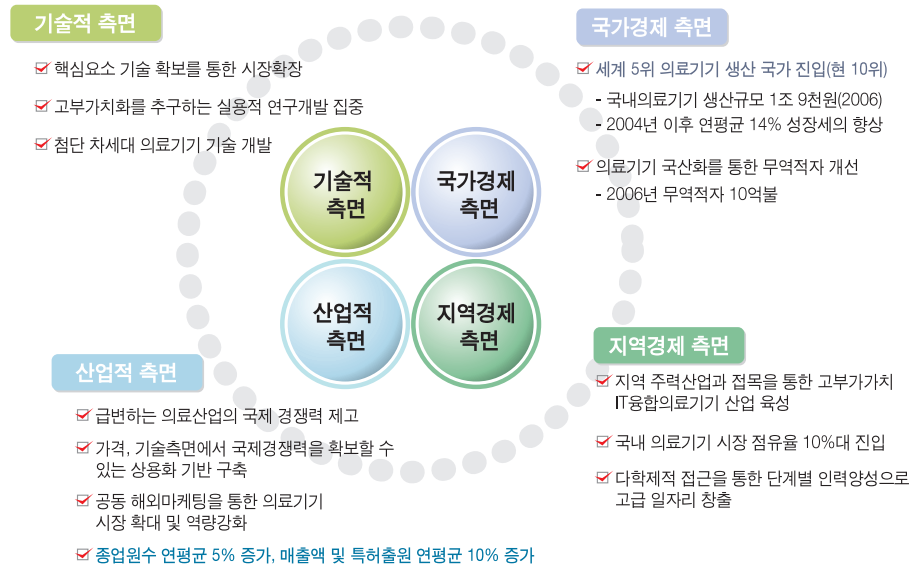 기술적 측면
핵심요소 기술 확보를 통한 시장확장
고부가치화를 추구하는 실용적 연구개발 집중
첨단 차세대 의료기기 기술 개발
국가경제 측면
세계 5위 의료기기 생산 국가 진입(현 10위)
- 국내의료기기 생산규모 1조 9천원(2006)
- 2004년 이후 연평균 14% 성장세의 향상
의료기기 국산화를 통한 무역적자 개선
- 2006년 무역적자 10억불
기술적
측면
국가경제
측면
산업적
측면
지역경제
측면
산업적 측면
급변하는 의료산업의 국제 경쟁력 제고
가격, 기술측면에서 국제경쟁력을 확보할 수
있는 상용화 기반 구축
공동 해외마케팅을 통한 의료기기
시장 확대 및 역량강화
종업원수 연평균 5% 증가, 매출액 및 특허출원 연평균 10% 증가
지역경제 측면
지역 주력산업과 접목을 통한 고부가가치
IT융합의료기기 산업 육성
국내 의료기기 시장 점유율 10%대 진입
다학제적 접근을 통한 단계별 인력양성으로
고급 일자리 창출